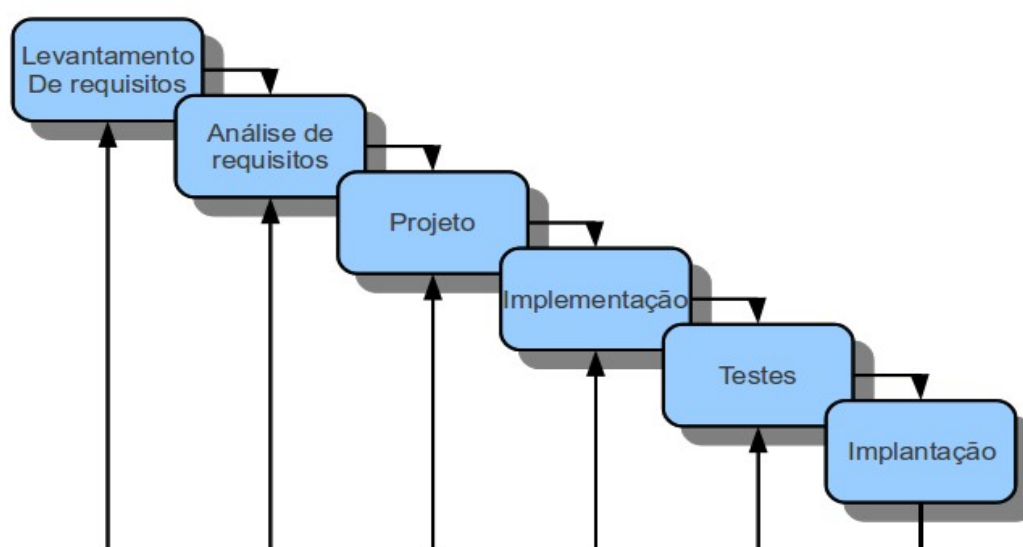 Levantamento
De requisitos
Análise de
requisitos
Projeto
Implementação
Testes
Implantação